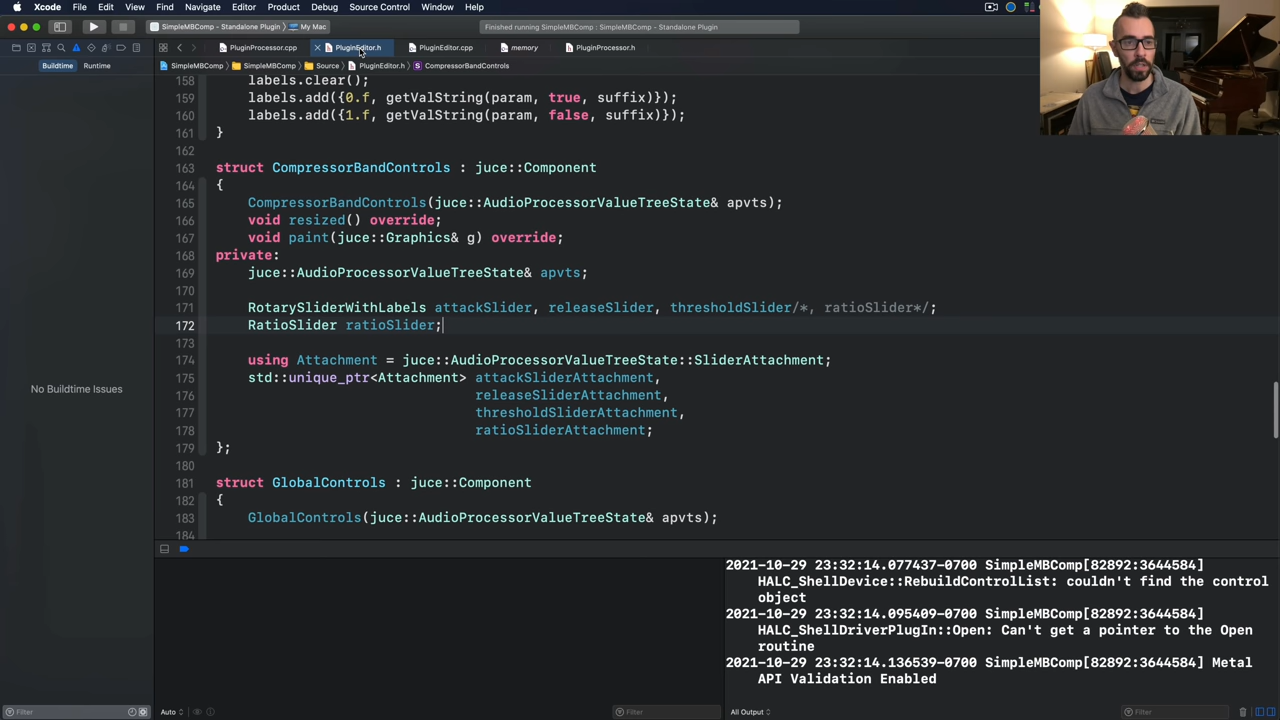 Xcode File Edit View Find Navigate Editor Product Debug Source Control Window Help
SimpleMBComp - Standalone Plugin My Mac Finished running SimpleMBComp : SimpleMBComp - Standalone Plugin
PluginProcessor.cpp PluginEditor.h PluginEditor.cpp memory PluginProcessor.h
Buildtime Runtime SimpleMBComp SimpleMBComp Source PluginEditor.h S CompressorBandControls
158 labels.clear();
159 labels.add({0.f, getValString(param, true, suffix)});
160 labels.add({1.f, getValString(param, false, suffix)});
161 }
162
163 struct CompressorBandControls : juce::Component
164 {
165 CompressorBandControls(juce::AudioProcessorValueTreeState& apvts);
166 void resized() override;
167 void paint(juce::Graphics& g) override;
168 private:
169 juce::AudioProcessorValueTreeState& apvts;
170
171 RotarySliderWithLabels attackSlider, releaseSlider, thresholdSlider/*, ratioSlider*/;
172 RatioSlider ratioSlider;
173
174 using Attachment = juce::AudioProcessorValueTreeState::SliderAttachment;
175 std::unique_ptr<Attachment> attackSliderAttachment,
176 releaseSliderAttachment,
177 thresholdSliderAttachment,
178 ratioSliderAttachment;
179 };
180
181 struct GlobalControls : juce::Component
182 {
183 GlobalControls(juce::AudioProcessorValueTreeState& apvts);
184
No Buildtime Issues
2021-10-29 23:32:14.077437-0700 SimpleMBComp[82892:3644584]
HALC_ShellDevice::RebuildControlList: couldn't find the control
object
2021-10-29 23:32:14.095409-0700 SimpleMBComp[82892:3644584]
HALC_ShellDriverPlugIn::Open: Can't get a pointer to the Open
routine
2021-10-29 23:32:14.136539-0700 SimpleMBComp[82892:3644584] Metal
API Validation Enabled
Filter Auto Filter All Output Filter